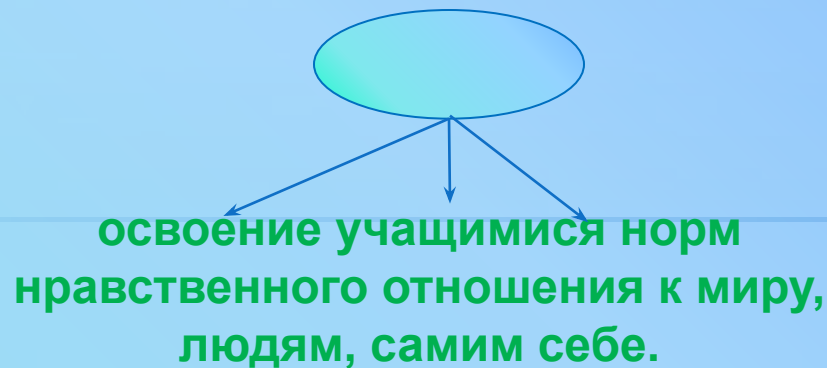 освоение учащимися норм
нравственного отношения к миру,
людям, самим себе.